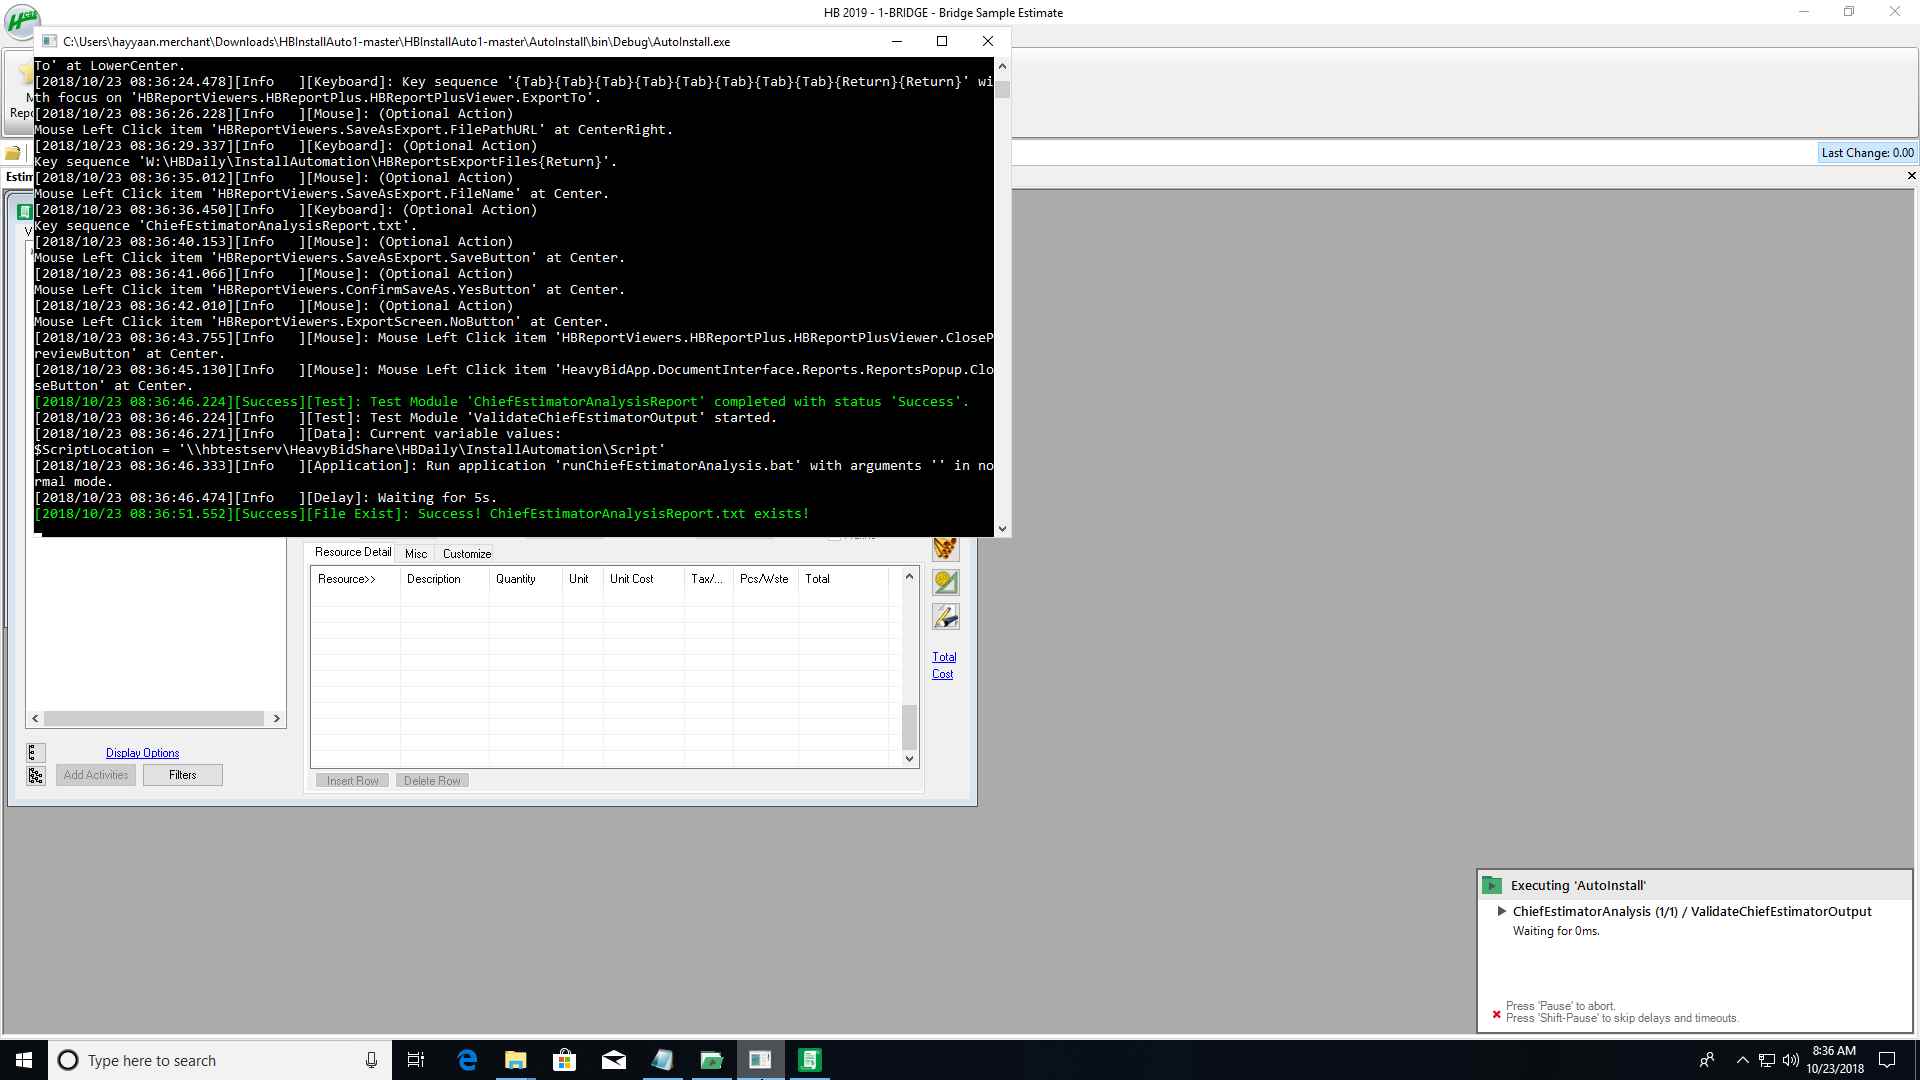 HB 2019 - 1-BRIDGE - Bridge Sample Estimate
C:\Users\hayyaan.merchant\Downloads\HBInstallAuto1-master\HBInstallAuto1-master\AutoInstall\bin\Debug\AutoInstall.exe
To' at LowerCenter.
[2018/10/23 08:36:24.478][Info   ][Keyboard]: Key sequence '{Tab}{Tab}{Tab}{Tab}{Tab}{Tab}{Tab}{Tab}{Return}{Return}' wi
th focus on 'HBReportViewers.HBReportPlus.HBReportPlusViewer.ExportTo'.
[2018/10/23 08:36:26.228][Info   ][Mouse]: (Optional Action)
Mouse Left Click item 'HBReportViewers.SaveAsExport.FilePathURL' at CenterRight.
[2018/10/23 08:36:29.337][Info   ][Keyboard]: (Optional Action)
Key sequence 'W:\HBDaily\InstallAutomation\HBReportsExportFiles{Return}'.
[2018/10/23 08:36:35.012][Info   ][Mouse]: (Optional Action)
Mouse Left Click item 'HBReportViewers.SaveAsExport.FileName' at Center.
[2018/10/23 08:36:36.450][Info   ][Keyboard]: (Optional Action)
Key sequence 'ChiefEstimatorAnalysisReport.txt'.
[2018/10/23 08:36:40.153][Info   ][Mouse]: (Optional Action)
Mouse Left Click item 'HBReportViewers.SaveAsExport.SaveButton' at Center.
[2018/10/23 08:36:41.066][Info   ][Mouse]: (Optional Action)
Mouse Left Click item 'HBReportViewers.ConfirmSaveAs.YesButton' at Center.
[2018/10/23 08:36:42.010][Info   ][Mouse]: (Optional Action)
Mouse Left Click item 'HBReportViewers.ExportScreen.NoButton' at Center.
[2018/10/23 08:36:43.755][Info   ][Mouse]: Mouse Left Click item 'HBReportViewers.HBReportPlus.HBReportPlusViewer.CloseP
reviewButton' at Center.
[2018/10/23 08:36:45.130][Info   ][Mouse]: Mouse Left Click item 'HeavyBidApp.DocumentInterface.Reports.ReportsPopup.Clo
seButton' at Center.
[2018/10/23 08:36:46.224][Success][Test]: Test Module 'ChiefEstimatorAnalysisReport' completed with status 'Success'.
[2018/10/23 08:36:46.224][Info   ][Test]: Test Module 'ValidateChiefEstimatorOutput' started.
[2018/10/23 08:36:46.271][Info   ][Data]: Current variable values:
$ScriptLocation = '\\hbtestserv\HeavyBidShare\HBDaily\InstallAutomation\Script'
[2018/10/23 08:36:46.333][Info   ][Application]: Run application 'runChiefEstimatorAnalysis.bat' with arguments '' in no
rmal mode.
[2018/10/23 08:36:46.474][Info   ][Delay]: Waiting for 5s.
[2018/10/23 08:36:51.552][Success][File Exist]: Success! ChiefEstimatorAnalysisReport.txt exists!
Last Change: 0.00
Resource Detail Misc Customize
Resource>> Description Quantity Unit Unit Cost Tax/... Pcs/Wste Total
Total
Cost
Display Options
Add Activities Filters
Insert Row Delete Row
Executing 'AutoInstall'
ChiefEstimatorAnalysis (1/1) / ValidateChiefEstimatorOutput
Waiting for 0ms.
Press 'Pause' to abort.
Press 'Shift-Pause' to skip delays and timeouts.
Type here to search
8:36 AM
10/23/2018